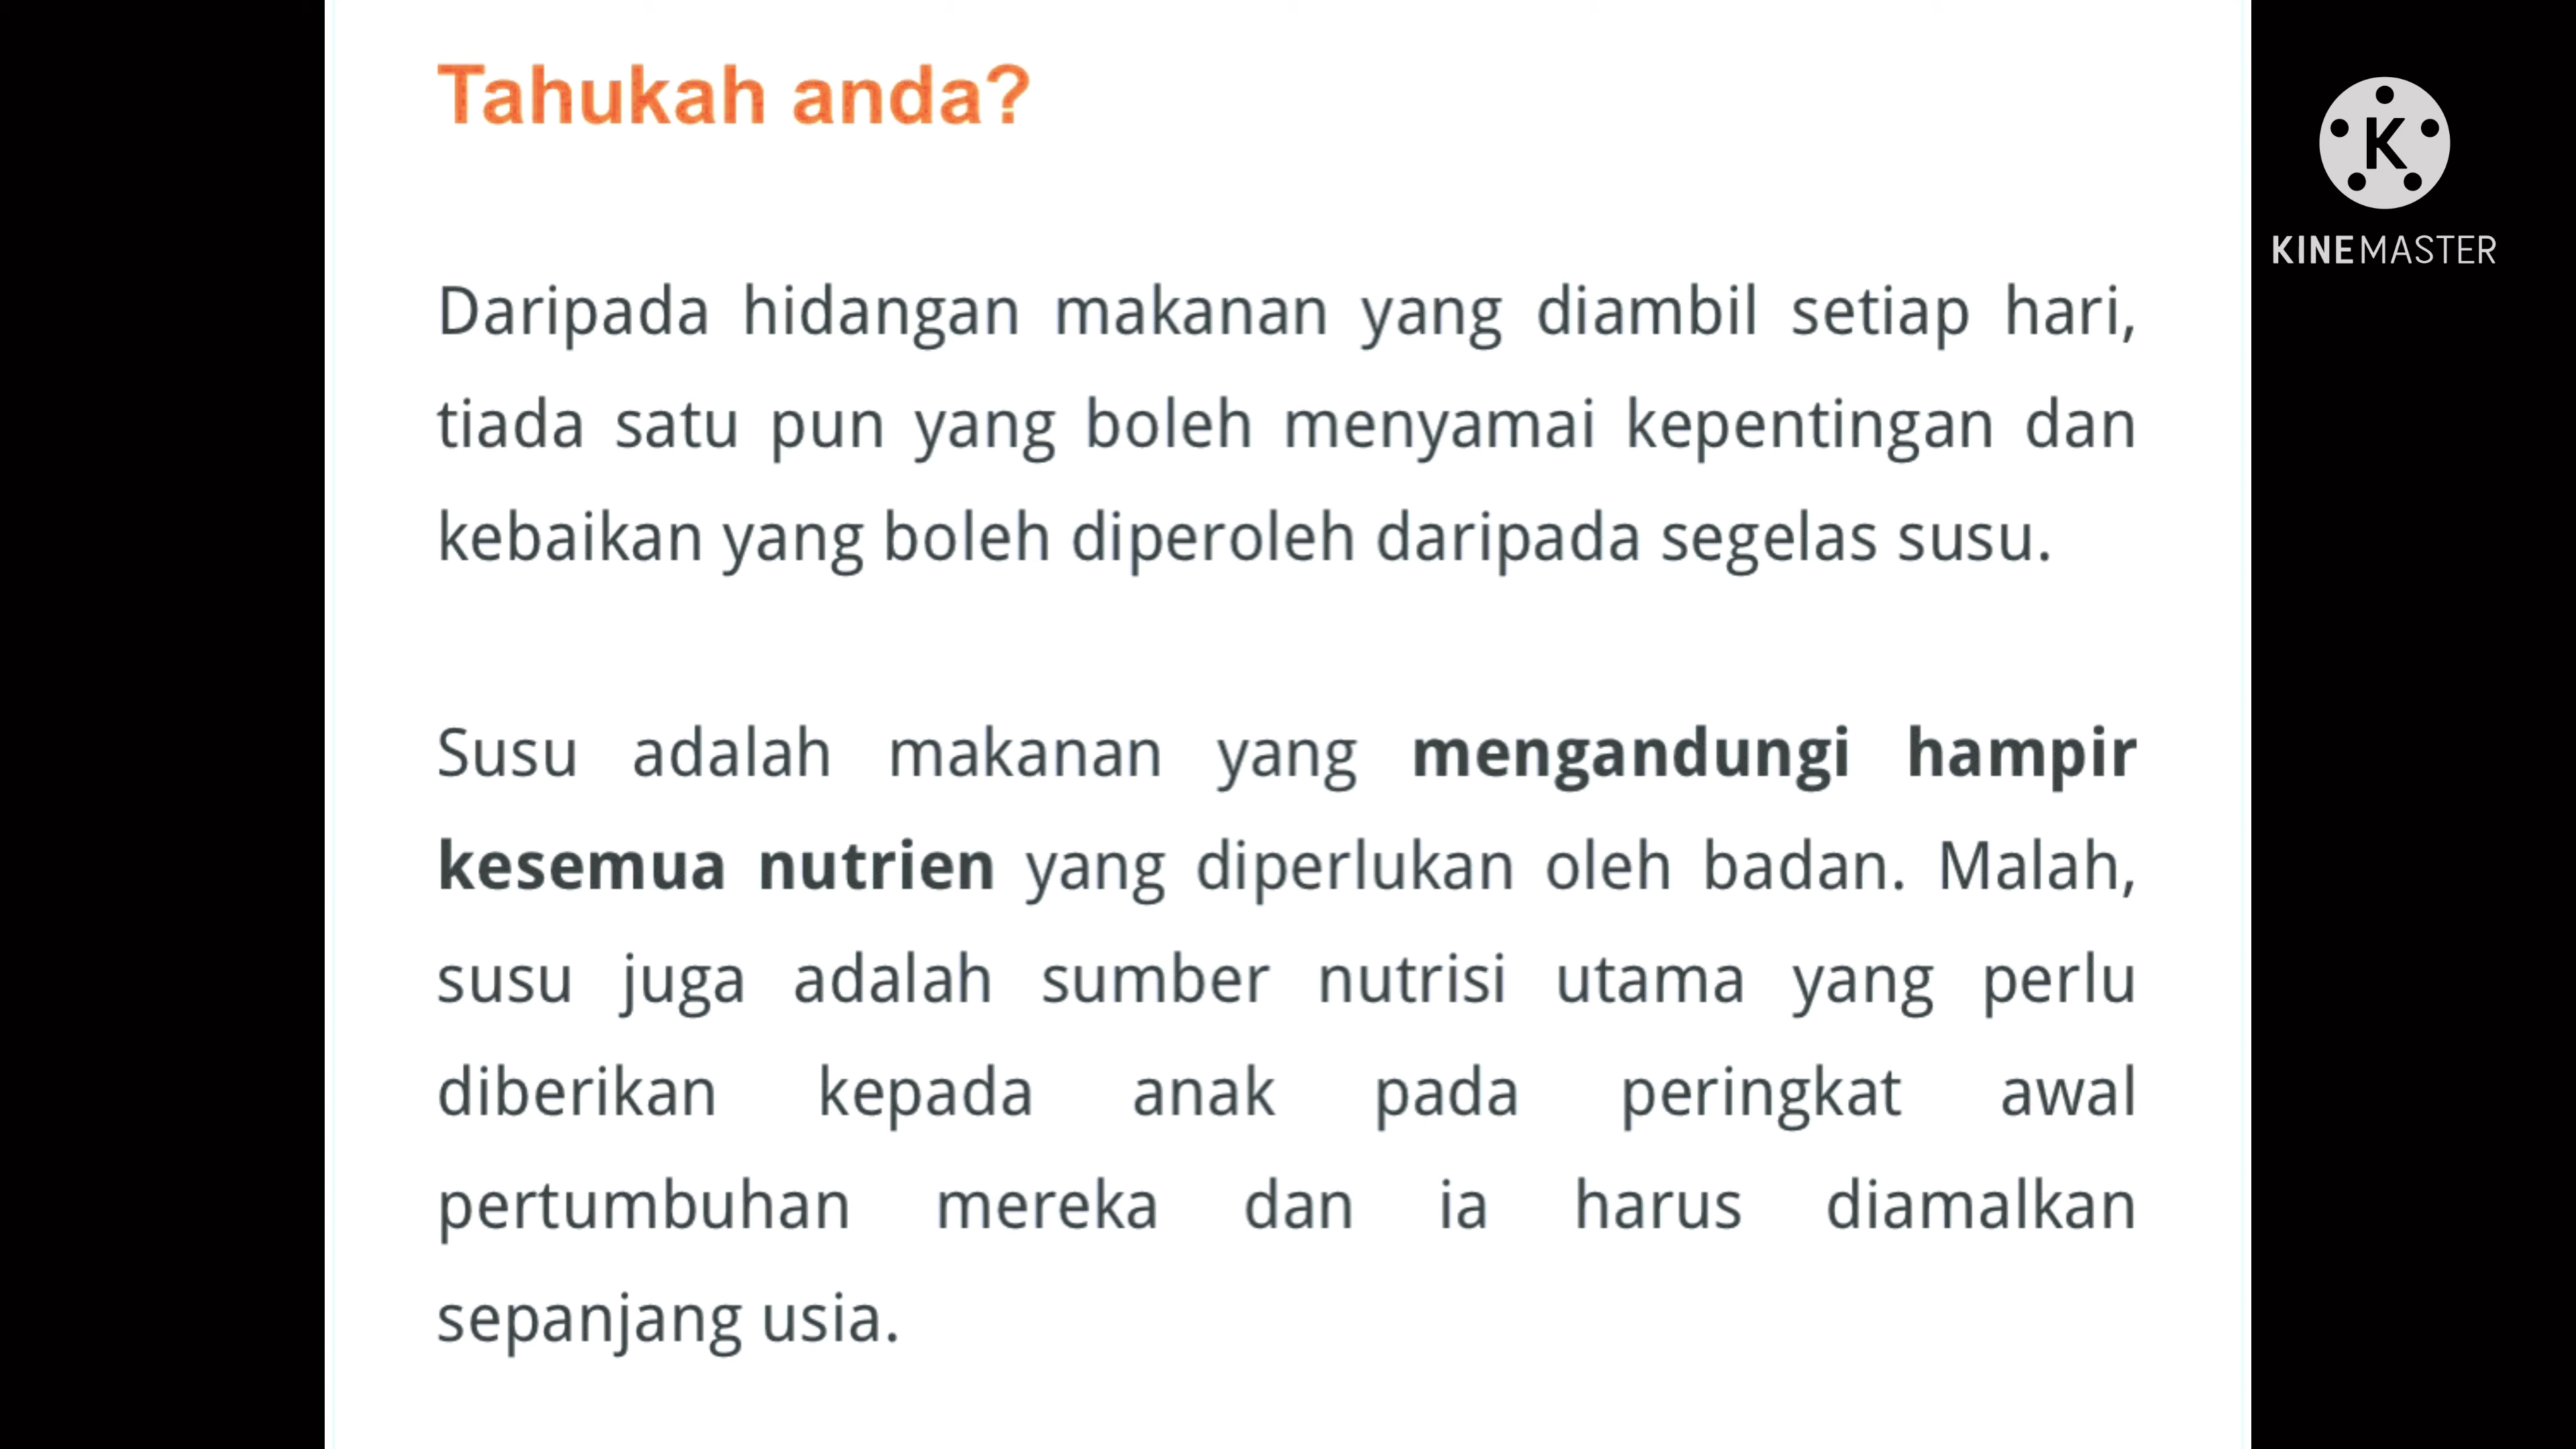 Tahukah anda?
K
KINEMASTER
Daripada hidangan makanan yang diambil setiap hari,
tiada satu pun yang boleh menyamai kepentingan dan
kebaikan yang boleh diperoleh daripada segelas susu.
Susu adalah makanan yang mengandungi hampir
kesemua nutrien yang diperlukan oleh badan. Malah,
susu juga adalah sumber nutrisi utama yang perlu
diberikan kepada anak pada peringkat awal
pertumbuhan mereka dan ia harus diamalkan
sepanjang usia.